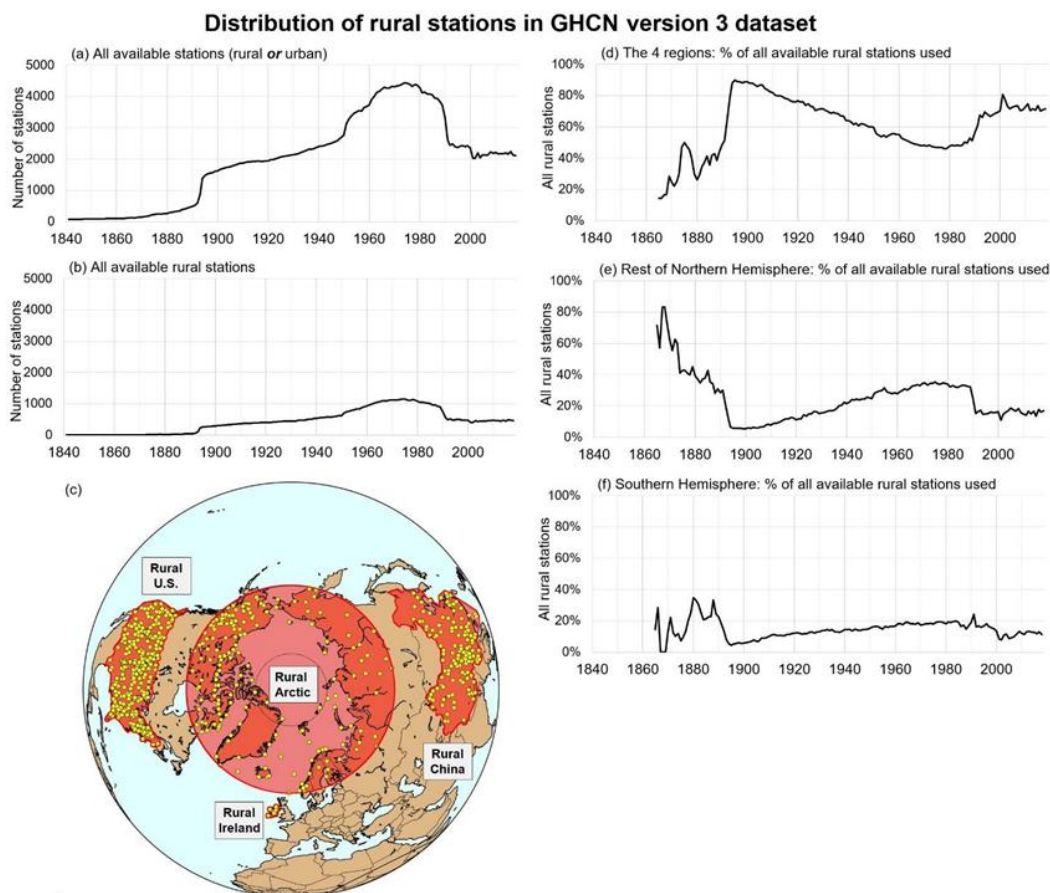 Distribution of rural stations in GHCN version 3 dataset
(a) All available stations (rural or urban)
Number of stations
5000
4000
3000
2000
1000
0
1840 1860 1880 1900 1920 1940 1960 1980 2000
(b) All available rural stations
Number of stations
5000
4000
3000
2000
1000
0
1840 1860 1880 1900 1920 1940 1960 1980 2000
(c)
Rural
U.S.
Rural
Arctic
Rural
China
Rural
Ireland
(d) The 4 regions: % of all available rural stations used
All rural stations
100%
80%
60%
40%
20%
0%
1840 1860 1880 1900 1920 1940 1960 1980 2000
(e) Rest of Northern Hemisphere: % of all available rural stations used
All rural stations
100%
80%
60%
40%
20%
0%
1840 1860 1880 1900 1920 1940 1960 1980 2000
(f) Southern Hemisphere: % of all available rural stations used
All rural stations
100%
80%
60%
40%
20%
0%
1840 1860 1880 1900 1920 1940 1960 1980 2000